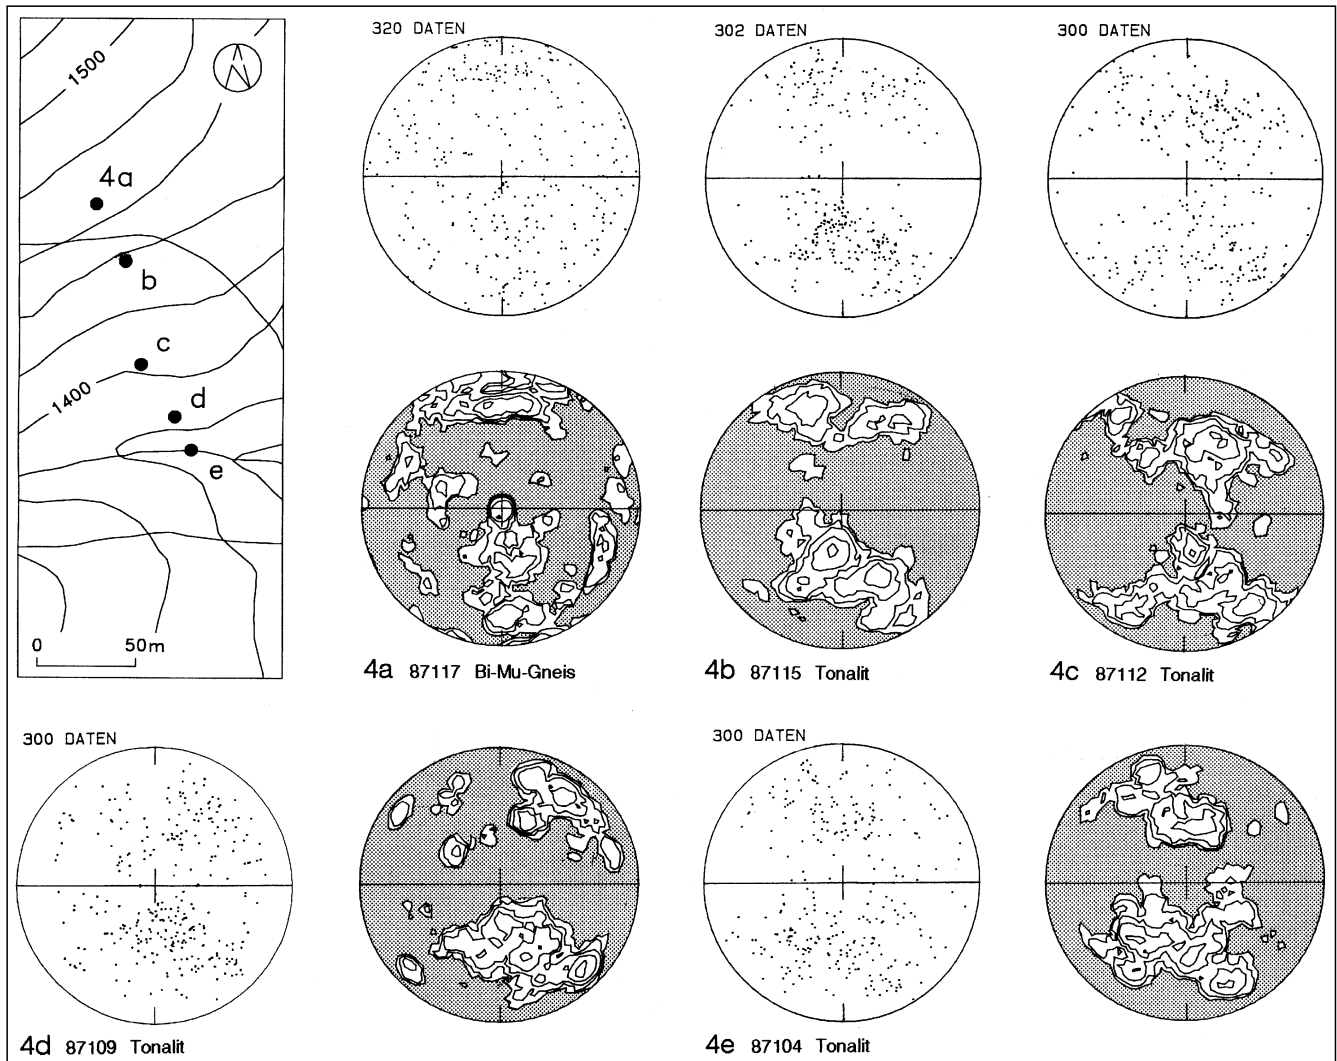 1500
4a
b
c
1400
d
e
0 50m
320 DATEN
302 DATEN
300 DATEN
4a 87117 Bi-Mu-Gneis
4b 87115 Tonalit
4c 87112 Tonalit
300 DATEN
300 DATEN
4d 87109 Tonalit
4e 87104 Tonalit